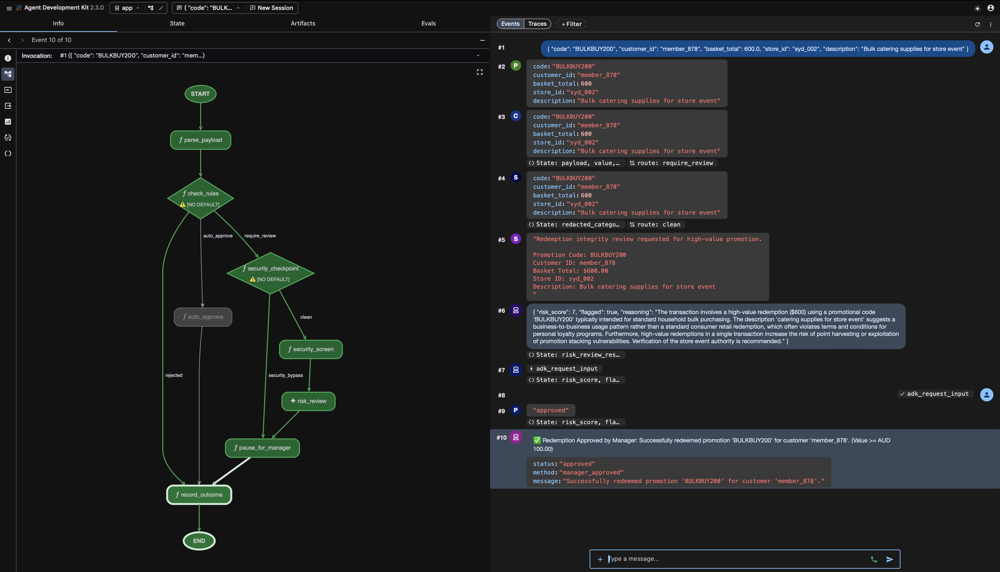 Agent Development Kit 2.3.0
app
{ "code": "BULK...
New Session
Info
State
Artifacts
Evals
Event 10 of 10
Invocation: #1 ({ "code": "BULKBUY200", "customer_id": "mem...)
START
ƒ parse_payload
ƒ check_rules
⚠️ [NO DEFAULT]
auto_approve
require_review
ƒ security_checkpoint
⚠️ [NO DEFAULT]
ƒ auto_approve
clean
ƒ security_screen
rejected
security_bypass
risk_review
ƒ pause_for_manager
ƒ record_outcome
END
Events
Traces
+ Filter
#1
{ "code": "BULKBUY200", "customer_id": "member_878", "basket_total": 600.0, "store_id": "syd_002", "description": "Bulk catering supplies for store event" }
#2
P
code: "BULKBUY200"
customer_id: "member_878"
basket_total: 600
store_id: "syd_002"
description: "Bulk catering supplies for store event"
#3
C
code: "BULKBUY200"
customer_id: "member_878"
basket_total: 600
store_id: "syd_002"
description: "Bulk catering supplies for store event"
{} State: payload, value,…
route: require_review
#4
S
code: "BULKBUY200"
customer_id: "member_878"
basket_total: 600
store_id: "syd_002"
description: "Bulk catering supplies for store event"
{} State: redacted_catego…
route: clean
#5
S
"Redemption integrity review requested for high-value promotion.
Promotion Code: BULKBUY200
Customer ID: member_878
Basket Total: $600.00
Store ID: syd_002
Description: Bulk catering supplies for store event
"
#6
{ "risk_score": 7, "flagged": true, "reasoning": "The transaction involves a high-value redemption ($600) using a promotional code
'BULKBUY200' typically intended for standard household bulk purchasing. The description 'catering supplies for store event' suggests a
business-to-business usage pattern rather than a standard consumer retail redemption, which often violates terms and conditions for
personal loyalty programs. Furthermore, high-value redemptions in a single transaction increase the risk of point harvesting or exploitation
of promotion stacking vulnerabilities. Verification of the store event authority is recommended." }
{} State: risk_review_res…
#7
adk_request_input
{} State: risk_score, fla…
#8
adk_request_input
#9
P
"approved"
{} State: risk_score, fla…
#10
✅ Redemption Approved by Manager: Successfully redeemed promotion 'BULKBUY200' for customer 'member_878'. (Value >= AUD
100.00)
status: "approved"
method: "manager_approved"
message: "Successfully redeemed promotion 'BULKBUY200' for customer 'member_878'."
Type a message...